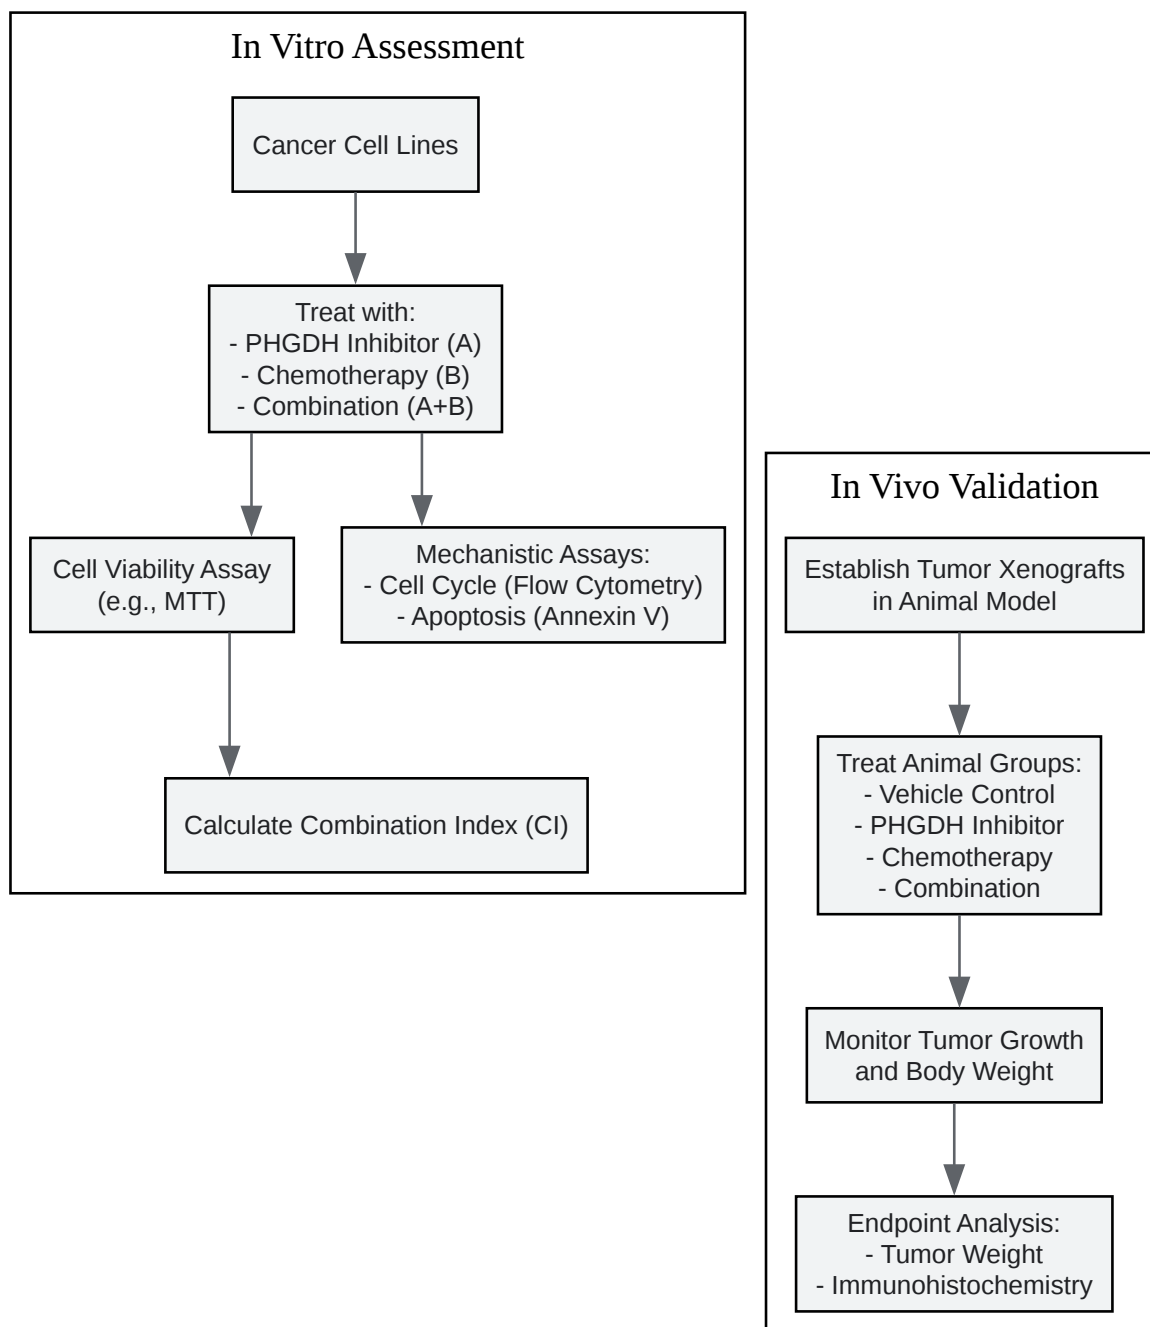 In Vitro Assessment
Cancer Cell Lines
Treat with:
- PHGDH Inhibitor (A)
- Chemotherapy (B)
- Combination (A+B)
Cell Viability Assay
(e.g., MTT)
Mechanistic Assays:
- Cell Cycle (Flow Cytometry)
- Apoptosis (Annexin V)
Calculate Combination Index (CI)
In Vivo Validation
Establish Tumor Xenografts
in Animal Model
Treat Animal Groups:
- Vehicle Control
- PHGDH Inhibitor
- Chemotherapy
- Combination
Monitor Tumor Growth
and Body Weight
Endpoint Analysis:
- Tumor Weight
- Immunohistochemistry